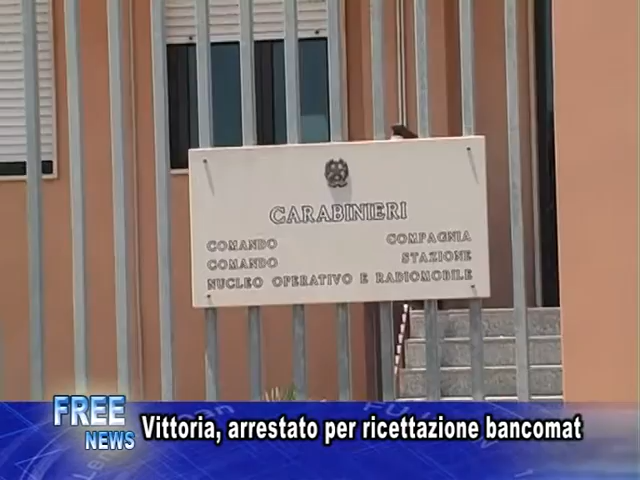 CARABINIERI
COMANDO COMPAGNIA
COMANDO STAZIONE
NUCLEO OPERATIVO E RADIOMOBILE
FREE
NEWS
Vittoria, arrestato per ricettazione bancomat